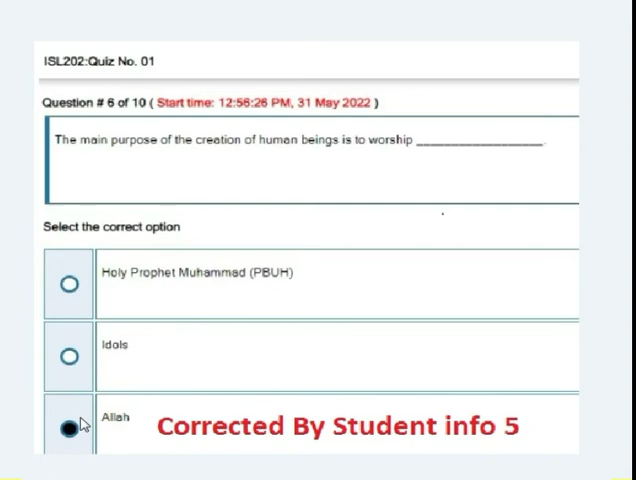 ISL202:Quiz No. 01
Question # 6 of 10 ( Start time: 12:56:26 PM, 31 May 2022 )
The main purpose of the creation of human beings is to worship ____________________.
Select the correct option
Holy Prophet Muhammad (PBUH)
Idols
Allah
Corrected By Student info 5